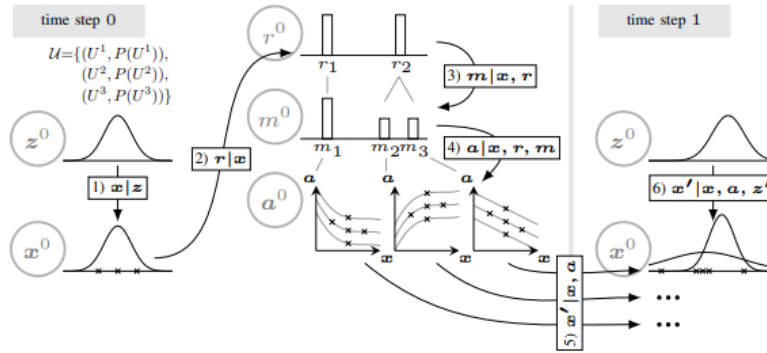 time step 0
time step 1
𝒰={(U¹, P(U¹)),
(U², P(U²)),
(U³, P(U³))}
r⁰
r₁ r₂
3) m|x, r
z⁰
1) x|z
2) r|x
m⁰
m₁ m₂ m₃
4) a|x, r, m
z⁰
6) x′|x, a, z′
a⁰
a a a
x x x
x⁰
x⁰
5) x′|x, a
•••
•••